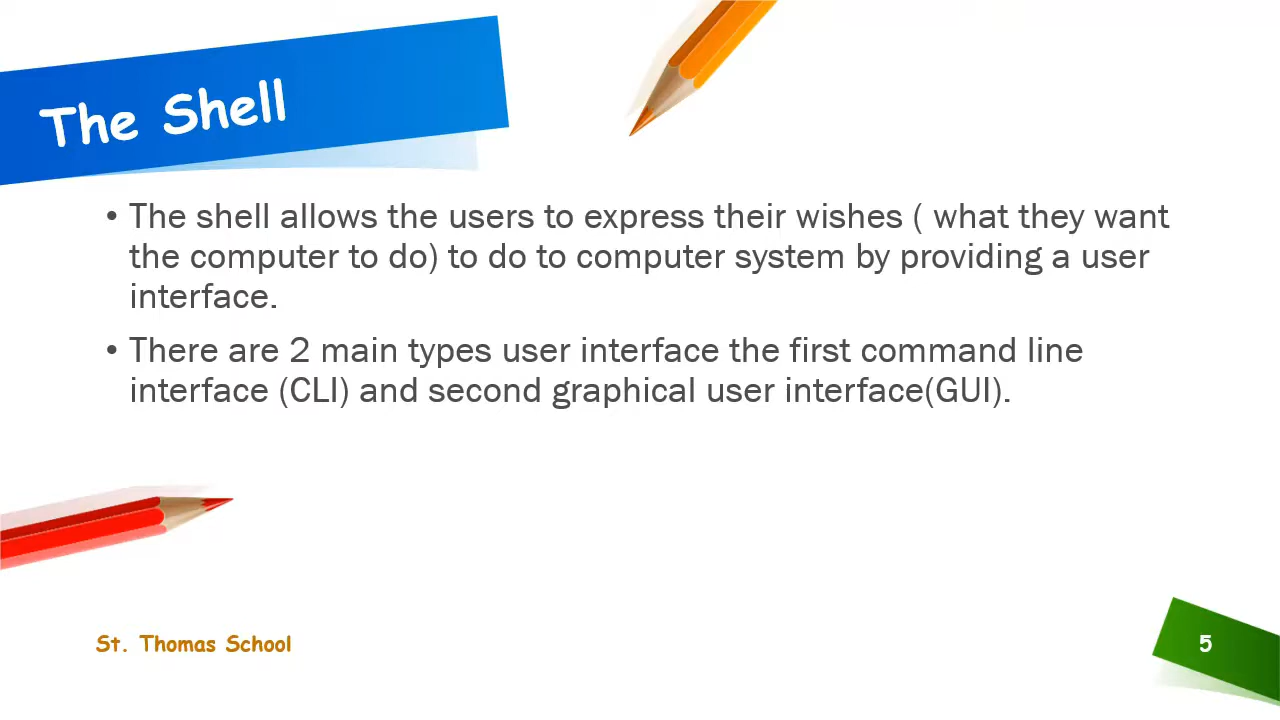 The Shell
• The shell allows the users to express their wishes ( what they want
the computer to do) to do to computer system by providing a user
interface.
• There are 2 main types user interface the first command line
interface (CLI) and second graphical user interface(GUI).
St. Thomas School
5